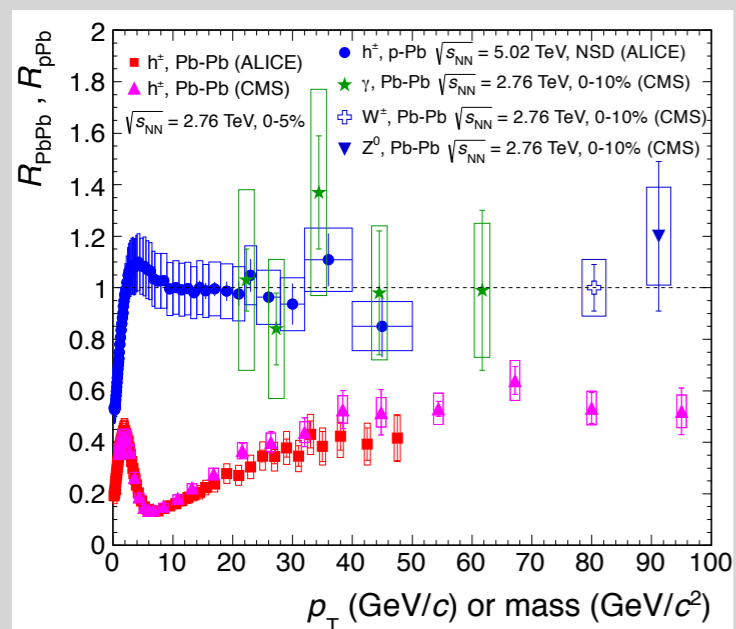 R_PbPb , R_pPb
2
1.8
1.6
1.4
1.2
1
0.8
0.6
0.4
0.2
0
h±, Pb-Pb (ALICE)
h±, Pb-Pb (CMS)
√s_NN = 2.76 TeV, 0-5%
h±, p-Pb √s_NN = 5.02 TeV, NSD (ALICE)
γ, Pb-Pb √s_NN = 2.76 TeV, 0-10% (CMS)
W±, Pb-Pb √s_NN = 2.76 TeV, 0-10% (CMS)
Z⁰, Pb-Pb √s_NN = 2.76 TeV, 0-10% (CMS)
0 10 20 30 40 50 60 70 80 90 100
p_T (GeV/c) or mass (GeV/c²)